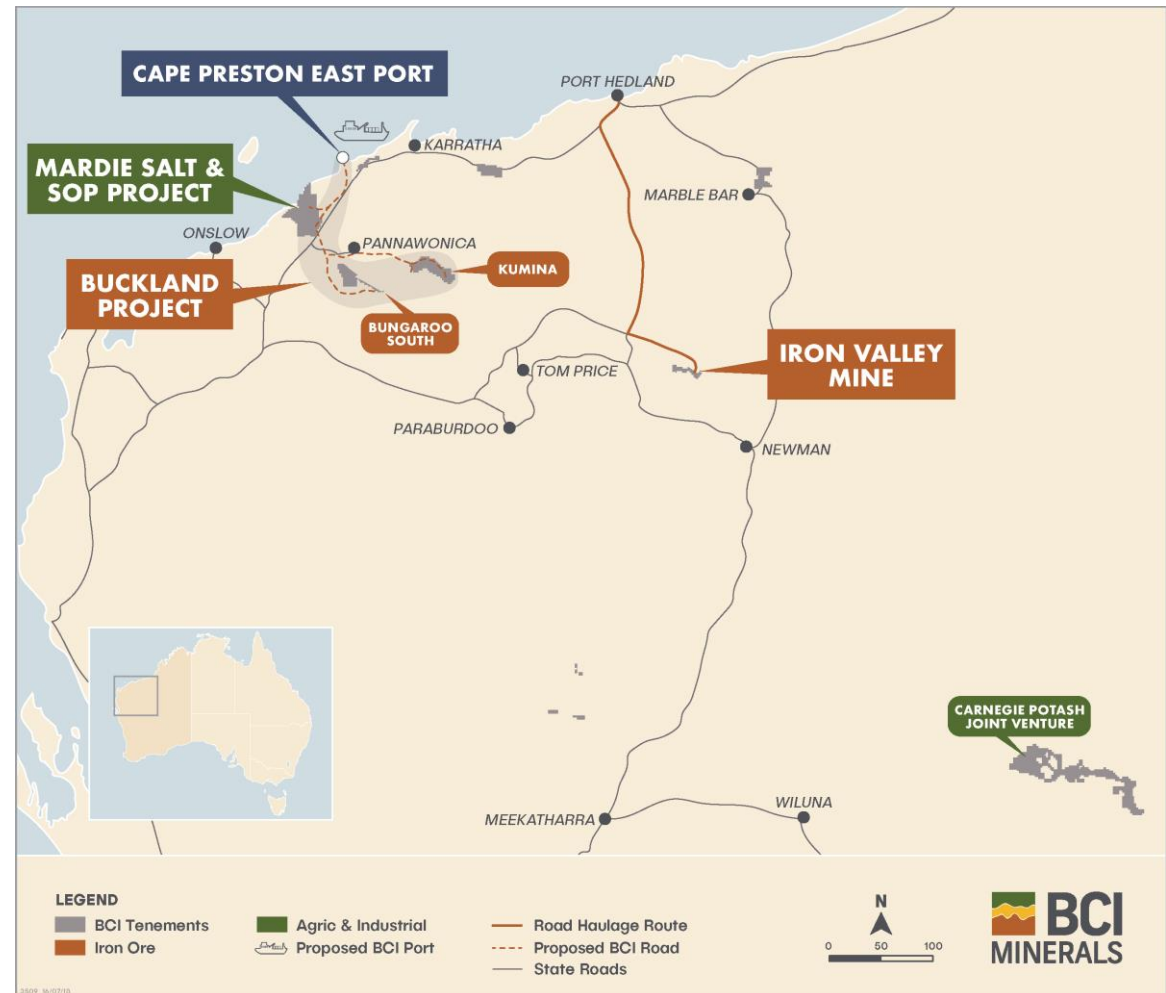 CAPE PRESTON EAST PORT
PORT HEDLAND
KARRATHA
MARDIE SALT &
SOP PROJECT
MARBLE BAR
ONSLOW
PANNAWONICA
KUMINA
BUCKLAND
PROJECT
BUNGAROO
SOUTH
IRON VALLEY
MINE
TOM PRICE
PARABURDOO
NEWMAN
CARNEGIE POTASH
JOINT VENTURE
MEEKATHARRA
WILUNA
LEGEND
BCI Tenements
Iron Ore
Agric & Industrial
Proposed BCI Port
Road Haulage Route
Proposed BCI Road
State Roads
N
0 50 100
BCI
MINERALS